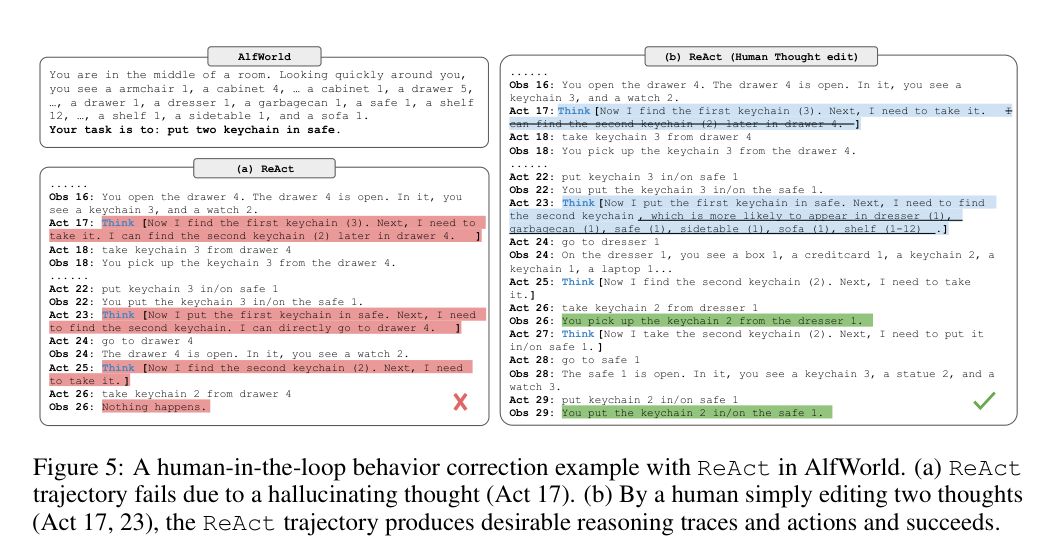 AlfWorld
You are in the middle of a room. Looking quickly around you,
you see a armchair 1, a cabinet 4, … a cabinet 1, a drawer 5,
…, a drawer 1, a dresser 1, a garbagecan 1, a safe 1, a shelf
12, …, a shelf 1, a sidetable 1, and a sofa 1.
Your task is to: put two keychain in safe.
(a) ReAct
......
Obs 16: You open the drawer 4. The drawer 4 is open. In it, you
see a keychain 3, and a watch 2.
Act 17: Think [Now I find the first keychain (3). Next, I need to
take it. I can find the second keychain (2) later in drawer 4. ]
Act 18: take keychain 3 from drawer 4
Obs 18: You pick up the keychain 3 from the drawer 4.
......
Act 22: put keychain 3 in/on safe 1
Obs 22: You put the keychain 3 in/on the safe 1.
Act 23: Think [Now I put the first keychain in safe. Next, I need
to find the second keychain. I can directly go to drawer 4. ]
Act 24: go to drawer 4
Obs 24: The drawer 4 is open. In it, you see a watch 2.
Act 25: Think [Now I find the second keychain (2). Next, I need
to take it.]
Act 26: take keychain 2 from drawer 4
Obs 26: Nothing happens.
(b) ReAct (Human Thought edit)
......
Obs 16: You open the drawer 4. The drawer 4 is open. In it, you see a
keychain 3, and a watch 2.
Act 17: Think [Now I find the first keychain (3). Next, I need to take it. I
can find the second keychain (2) later in drawer 4. ]
Act 18: take keychain 3 from drawer 4
Obs 18: You pick up the keychain 3 from the drawer 4.
......
Act 22: put keychain 3 in/on safe 1
Obs 22: You put the keychain 3 in/on the safe 1.
Act 23: Think [Now I put the first keychain in safe. Next, I need to find
the second keychain, which is more likely to appear in dresser (1),
garbagecan (1), safe (1), sidetable (1), sofa (1), shelf (1-12) .]
Act 24: go to dresser 1
Obs 24: On the dresser 1, you see a box 1, a creditcard 1, a keychain 2, a
keychain 1, a laptop 1...
Act 25: Think [Now I find the second keychain (2). Next, I need to take
it.]
Act 26: take keychain 2 from dresser 1
Obs 26: You pick up the keychain 2 from the dresser 1.
Act 27: Think [Now I take the second keychain (2). Next, I need to put it
in/on safe 1.]
Act 28: go to safe 1
Obs 28: The safe 1 is open. In it, you see a keychain 3, a statue 2, and a
watch 3.
Act 29: put keychain 2 in/on safe 1
Obs 29: You put the keychain 2 in/on the safe 1.
Figure 5: A human-in-the-loop behavior correction example with ReAct in AlfWorld. (a) ReAct
trajectory fails due to a hallucinating thought (Act 17). (b) By a human simply editing two thoughts
(Act 17, 23), the ReAct trajectory produces desirable reasoning traces and actions and succeeds.